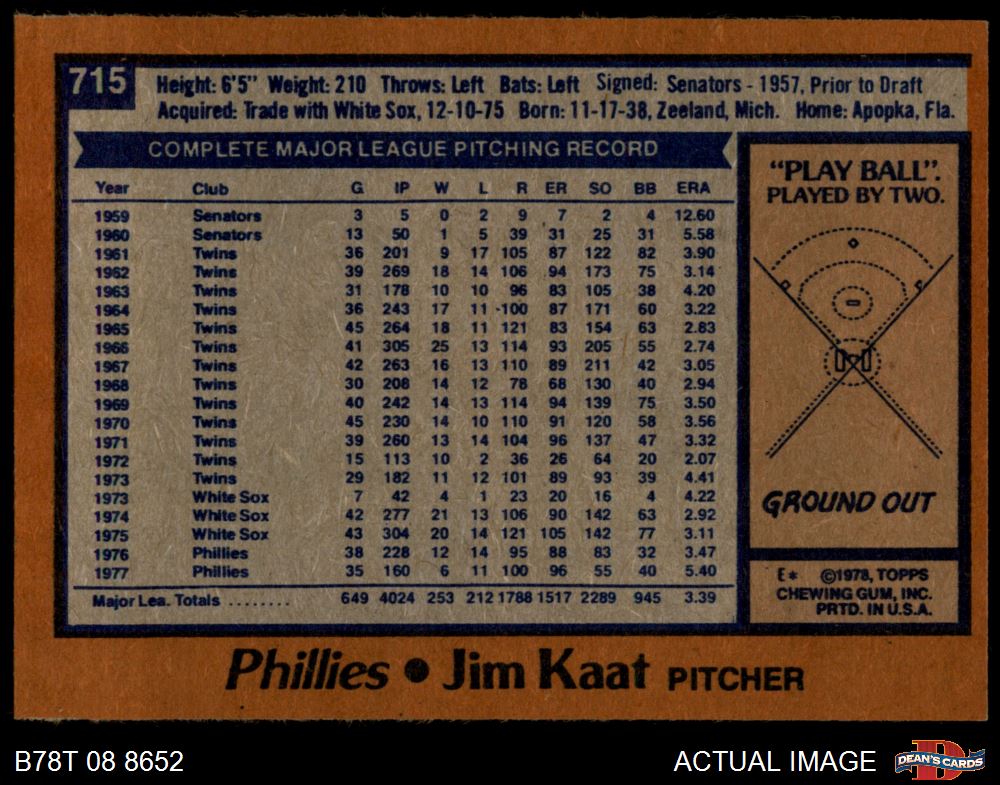 715
Height: 6'5" Weight: 210 Throws: Left Bats: Left Signed: Senators - 1957, Prior to Draft
Acquired: Trade with White Sox, 12-10-75 Born: 11-17-38, Zeeland, Mich. Home: Apopka, Fla.
COMPLETE MAJOR LEAGUE PITCHING RECORD
Year Club G IP W L R ER SO BB ERA
1959 Senators 3 5 0 2 9 7 2 4 12.60
1960 Senators 13 50 1 5 39 31 25 31 5.58
1961 Twins 36 201 9 17 105 87 122 82 3.90
1962 Twins 39 269 18 14 106 94 173 75 3.14
1963 Twins 31 178 10 10 96 83 105 38 4.20
1964 Twins 36 243 17 11 100 87 171 60 3.22
1965 Twins 45 264 18 11 121 83 154 63 2.83
1966 Twins 41 305 25 13 114 93 205 55 2.74
1967 Twins 42 263 16 13 110 89 211 42 3.05
1968 Twins 30 208 14 12 78 68 130 40 2.94
1969 Twins 40 242 14 13 114 94 139 75 3.50
1970 Twins 45 230 14 10 110 91 120 58 3.56
1971 Twins 39 260 13 14 104 96 137 47 3.32
1972 Twins 15 113 10 2 36 26 64 20 2.07
1973 Twins 29 182 11 12 101 89 93 39 4.41
1973 White Sox 7 42 4 1 23 20 16 4 4.22
1974 White Sox 42 277 21 13 106 90 142 63 2.92
1975 White Sox 43 304 20 14 121 105 142 77 3.11
1976 Phillies 38 228 12 14 95 88 83 32 3.47
1977 Phillies 35 160 6 11 100 96 55 40 5.40
Major Lea. Totals ........ 649 4024 253 212 1788 1517 2289 945 3.39
"PLAY BALL".
PLAYED BY TWO.
GROUND OUT
E* ©1978, TOPPS
CHEWING GUM, INC.
PRTD. IN U.S.A.
Phillies • Jim Kaat PITCHER
B78T 08 8652
ACTUAL IMAGE
DEAN'S CARDS